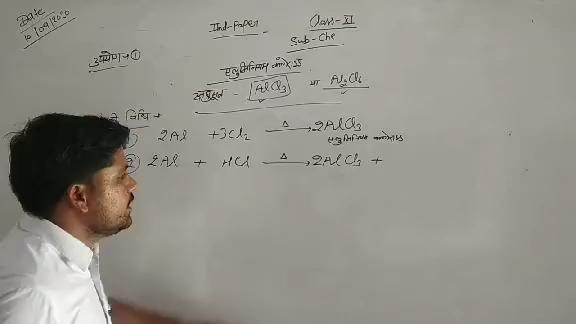 Date
10/09/2020
IInd-Paper Class-XI
Sub-Che
उपयोग → ①
एलुमिनियम क्लोराइड
AlCl3 या Al2Cl6
विधि →
2Al + 3Cl2 —Δ→ 2AlCl3
एलुमिनियम क्लोराइड
2) 2Al + HCl —Δ→ 2AlCl3 +